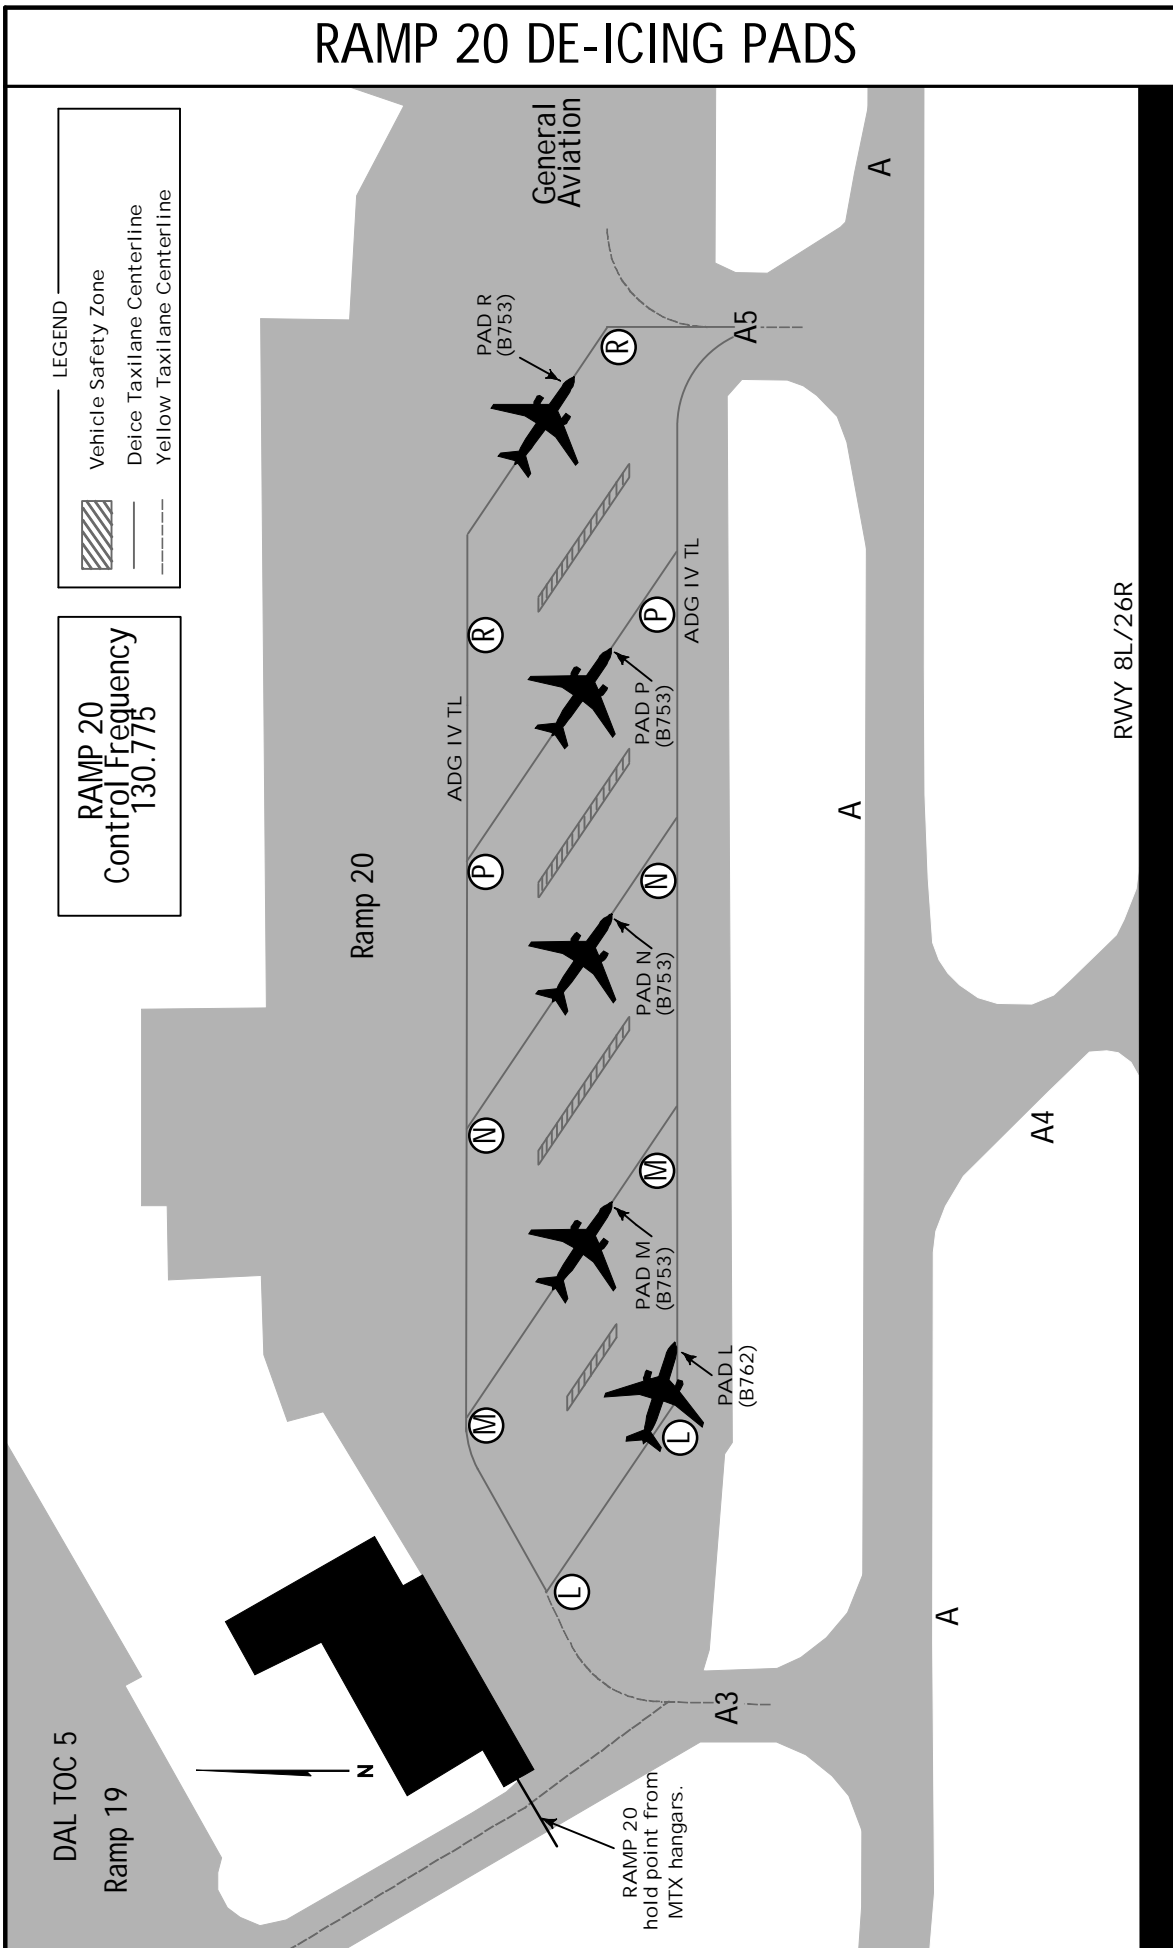 RAMP 20 DE-ICING PADS
LEGEND
Vehicle Safety Zone
Deice Taxilane Centerline
Yellow Taxilane Centerline
RAMP 20
Control Frequency
130.775
General
Aviation
A
PAD R
(B753)
R
A5
R
ADG IV TL
P
ADG IV TL
PAD P
(B753)
RWY 8L/26R
Ramp 20
P
A
N
PAD N
(B753)
N
M
A4
PAD M
(B753)
M
PAD L
(B762)
L
L
A
A3
DAL TOC 5
Ramp 19
N
RAMP 20
hold point from
MTX hangars.